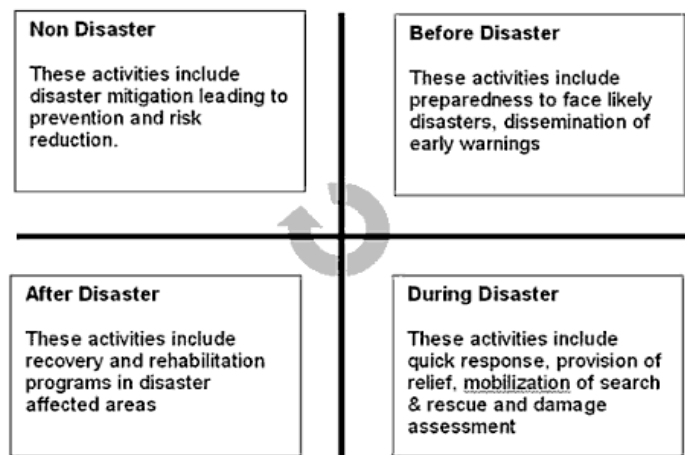 Non Disaster
These activities include
disaster mitigation leading to
prevention and risk
reduction.
Before Disaster
These activities include
preparedness to face likely
disasters, dissemination of
early warnings
After Disaster
These activities include
recovery and rehabilitation
programs in disaster
affected areas
During Disaster
These activities include
quick response, provision of
relief, mobilization of search
& rescue and damage
assessment